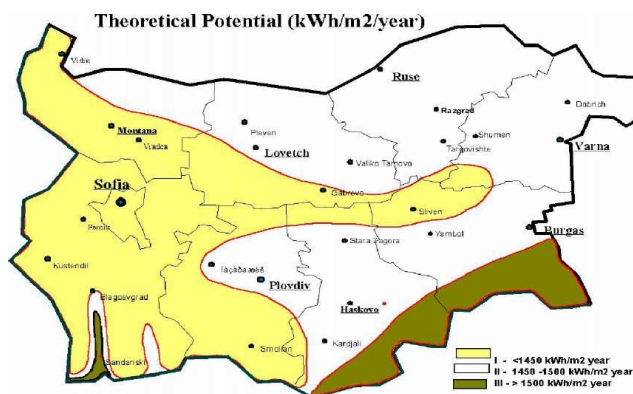 Theoretical Potential (kWh/m2/year)
Vidin
Ruse
Dobrich
Montana
Vratca
Pleven
Razgrad
Lovetch
Shumen
Targovishte
Varna
Veliko Tarnovo
Sofia
Gabrevo
Sliven
Pernik
Burgas
Yambol
Stara Zagora
Kustendil
Plovdiv
Blagoevgrad
Haskovo
Sandanski
Smolian
Kardjali
I - <1450 kWh/m2 year
II - 1450 -1500 kWh/m2 year
III - > 1500 kWh/m2 year